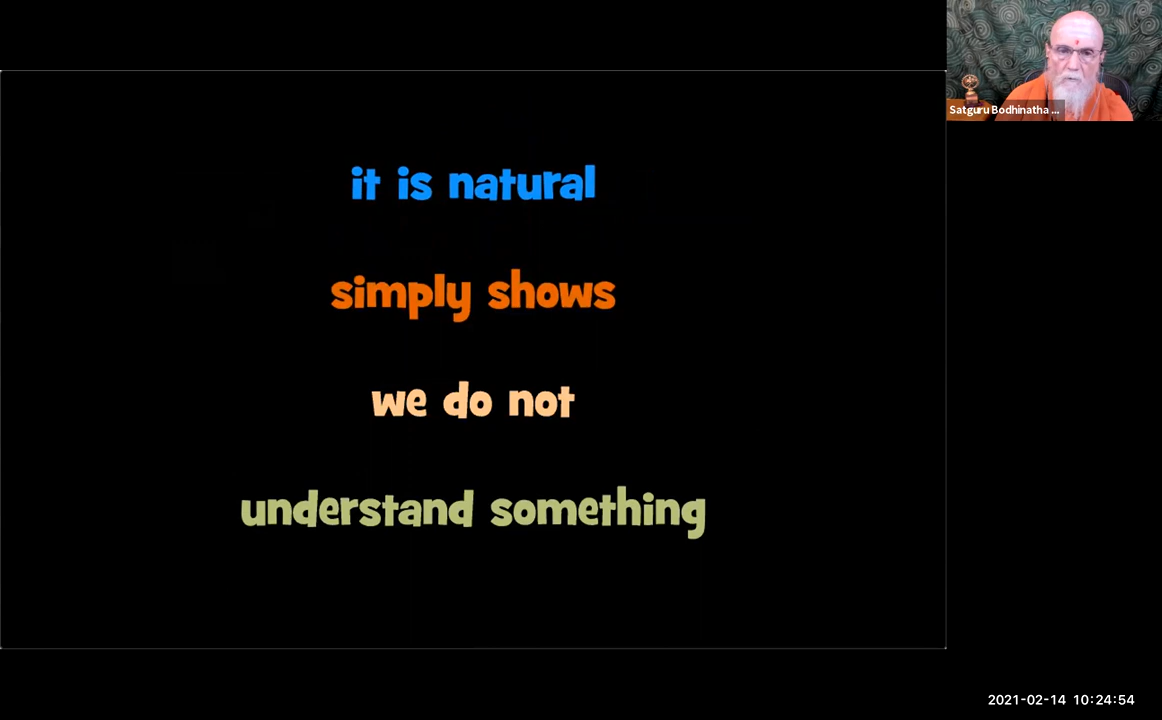 Satguru Bodhinatha ...
it is natural
simply shows
we do not
understand something
2021-02-14 10:24:54